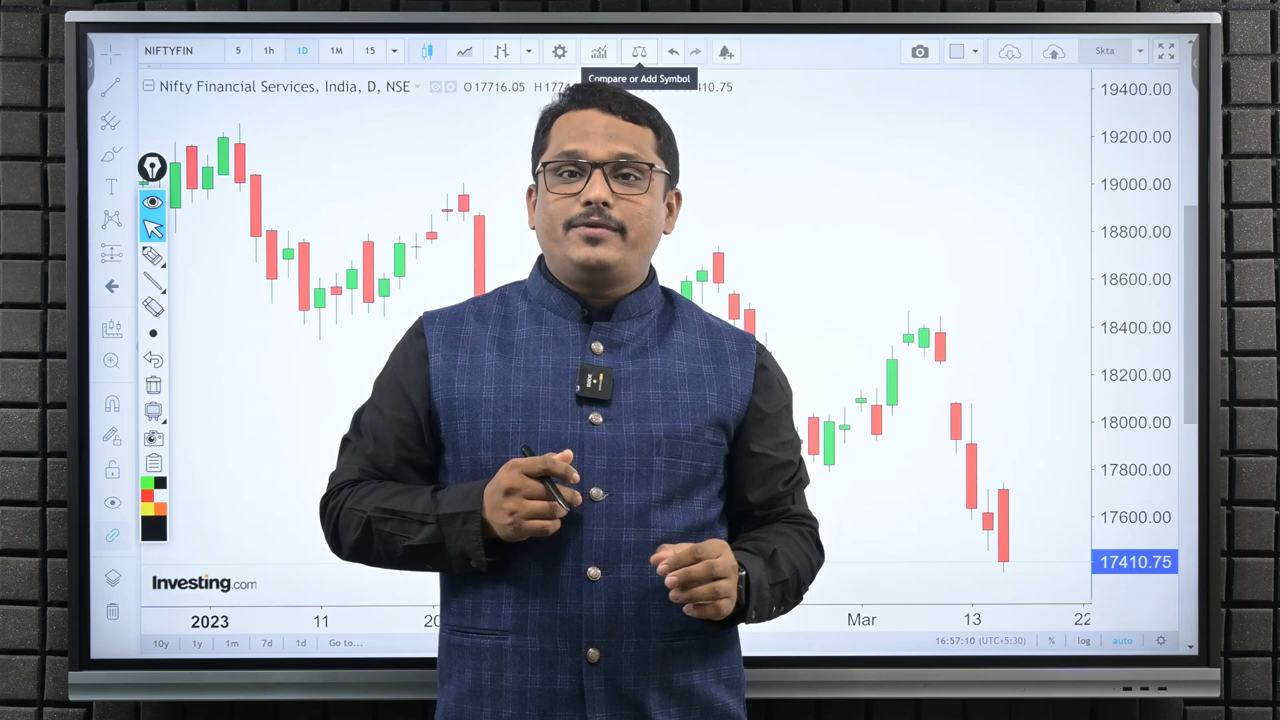 NIFTYFIN 5 1h 1D 1M 15 Skta
Compare or Add Symbol
Nifty Financial Services, India, D, NSE O17716.05 10.75
19400.00
19200.00
19000.00
18800.00
18600.00
18400.00
18200.00
18000.00
17800.00
17600.00
17410.75
T
Investing.com
2023 11 Mar 13 22
10y 1y 1m 7d 1d Go to... 16:57:10 (UTC+5:30) % log auto